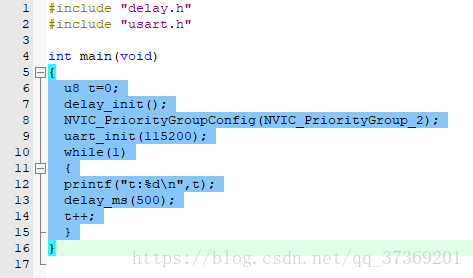 1 #include "delay.h"
2 #include "usart.h"
3
4 int main(void)
5 {
6 u8 t=0;
7 delay_init();
8 NVIC_PriorityGroupConfig(NVIC_PriorityGroup_2);
9 uart_init(115200);
10 while(1)
11 {
12 printf("t:%d\n",t);
13 delay_ms(500);
14 t++;
15 }
16 }
17
https://blog.csdn.net/qq_37369201